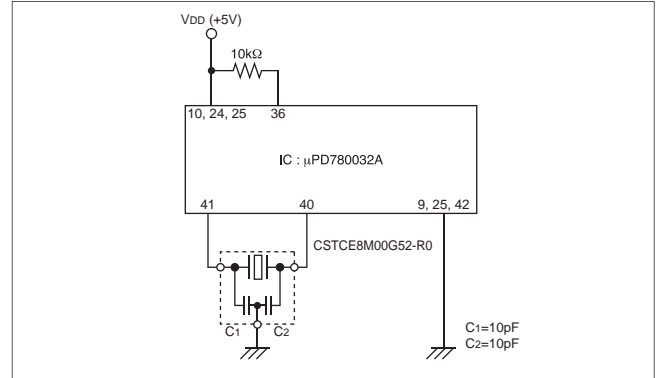 VDD (+5V)
10kΩ
10, 24, 25 36
IC : μPD780032A
41 40 9, 25, 42
CSTCE8M00G52-R0
C1 C2
C1=10pF
C2=10pF